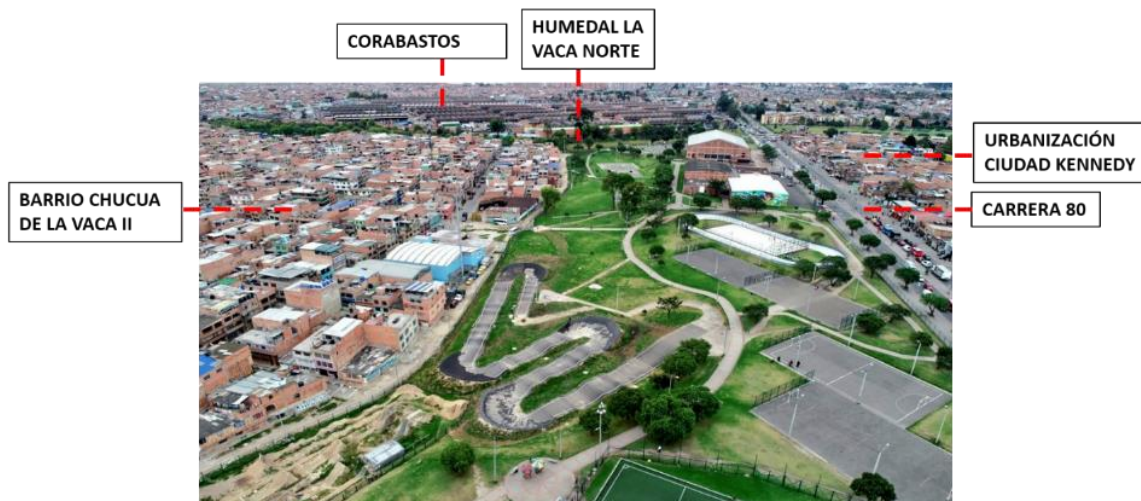 CORABASTOS
HUMEDAL LA
VACA NORTE
URBANIZACIÓN
CIUDAD KENNEDY
BARRIO CHUCUA
DE LA VACA II
CARRERA 80